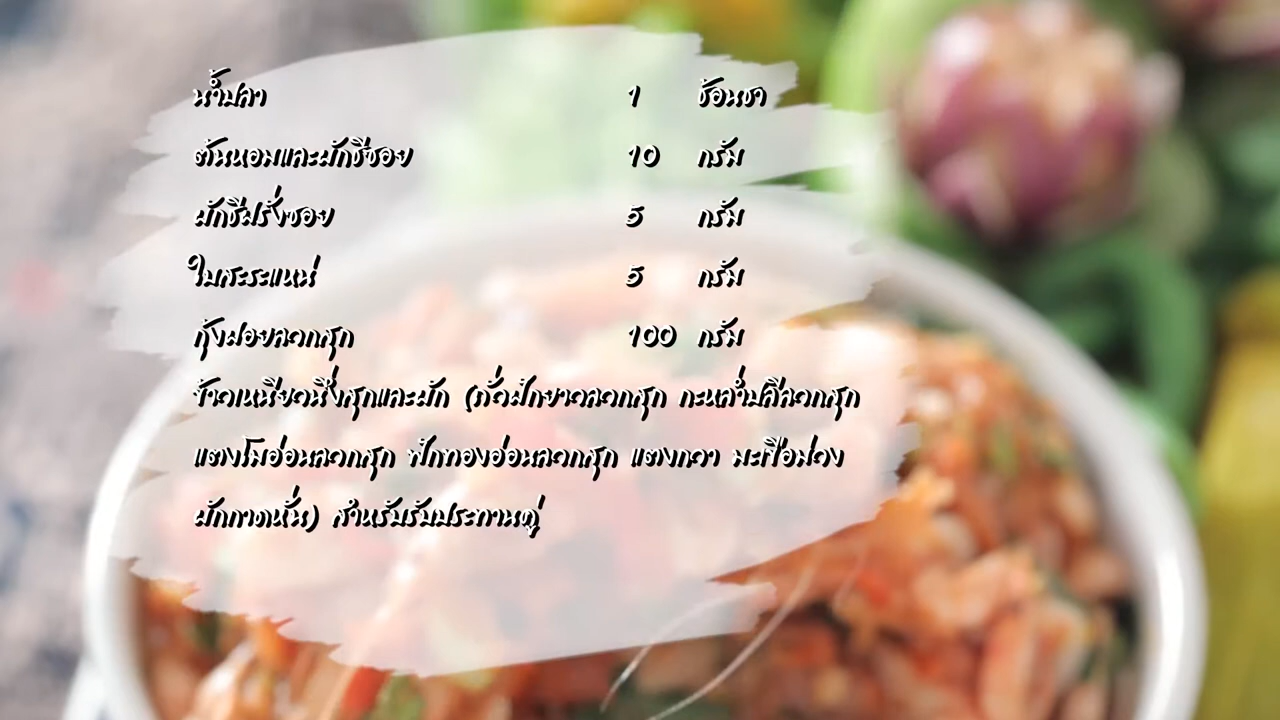 น้ำปลา 1 ช้อนชา
ต้นหอมและผักชีซอย 10 กรัม
ผักชีฝรั่งซอย 5 กรัม
ใบสะระแหน่ 5 กรัม
กุ้งฝอยลวกสุก 100 กรัม
ข้าวเหนียวนึ่งสุกและผัก (ถั่วฝักยาวลวกสุก กะหล่ำปลีลวกสุก
แตงโมอ่อนลวกสุก ฟักทองอ่อนลวกสุก แตงกวา มะเขือม่วง
ผักกาดหั่น) สำหรับรับประทานคู่